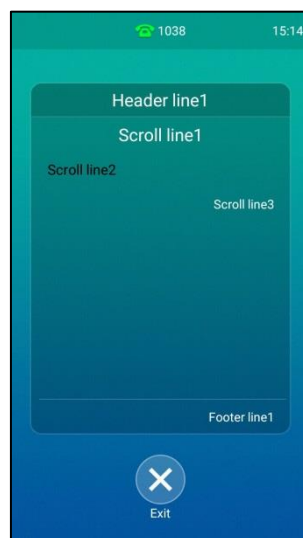 1038 15:14
Header line1
Scroll line1
Scroll line2
Scroll line3
Footer line1
Exit